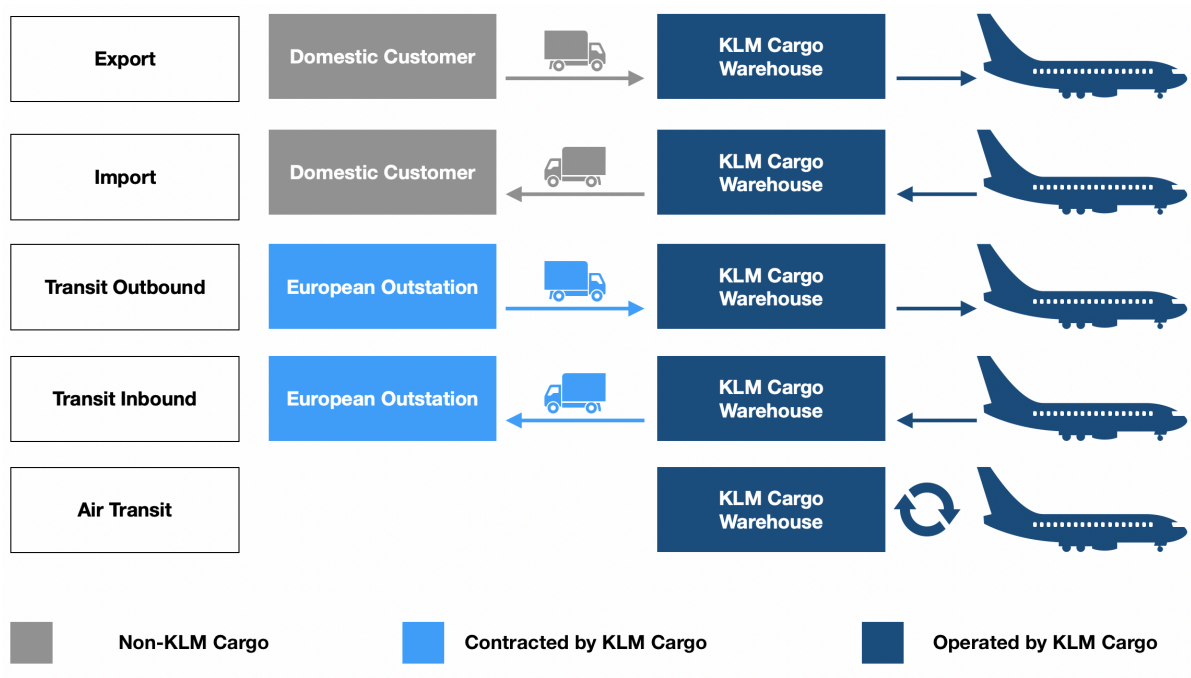 Export
Domestic Customer
KLM Cargo
Warehouse
Import
Domestic Customer
KLM Cargo
Warehouse
Transit Outbound
European Outstation
KLM Cargo
Warehouse
Transit Inbound
European Outstation
KLM Cargo
Warehouse
Air Transit
KLM Cargo
Warehouse
Non-KLM Cargo
Contracted by KLM Cargo
Operated by KLM Cargo